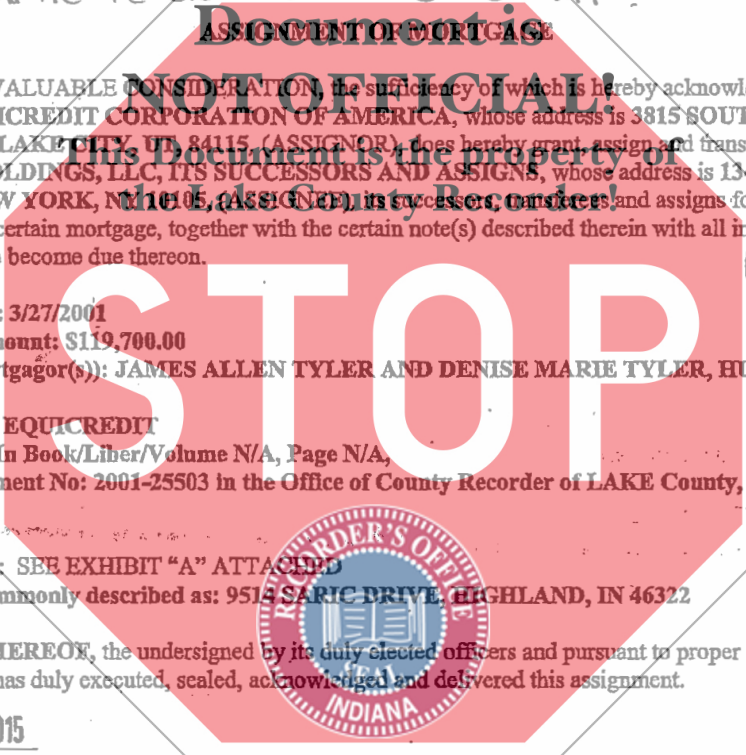 Document is
ASSIGNMENT OF MORTGAGE
VALUABLE CONSIDERATION, the sufficiency of which is hereby acknowl
NOT OFFICIAL!
ICREDIT CORPORATION OF AMERICA, whose address is 3815 SOUT
LAKE CITY, UT, 84115, (ASSIGNOR), does hereby grant, assign and trans
This Document is the property of
LDINGS, LLC, ITS SUCCESSORS AND ASSIGNS, whose address is 13
W YORK, NY 10105, (ASSIGNEE), its successors, transferees and assigns fo
the Lake County Recorder!
certain mortgage, together with the certain note(s) described therein with all in
become due thereon.
: 3/27/2001
ount: $119,700.00
tgagor(s)): JAMES ALLEN TYLER AND DENISE MARIE TYLER, HU
EQUICREDIT
In Book/Liber/Volume N/A, Page N/A,
ment No: 2001-25503 in the Office of County Recorder of LAKE County,
STOP
: SEE EXHIBIT “A” ATTACHED
mmonly described as: 9514 SARIC DRIVE, HIGHLAND, IN 46322
HEREOF, the undersigned by its duly elected officers and pursuant to proper
has duly executed, sealed, acknowledged and delivered this assignment.
RECORDER'S OFFICE
SEAL
INDIANA
015